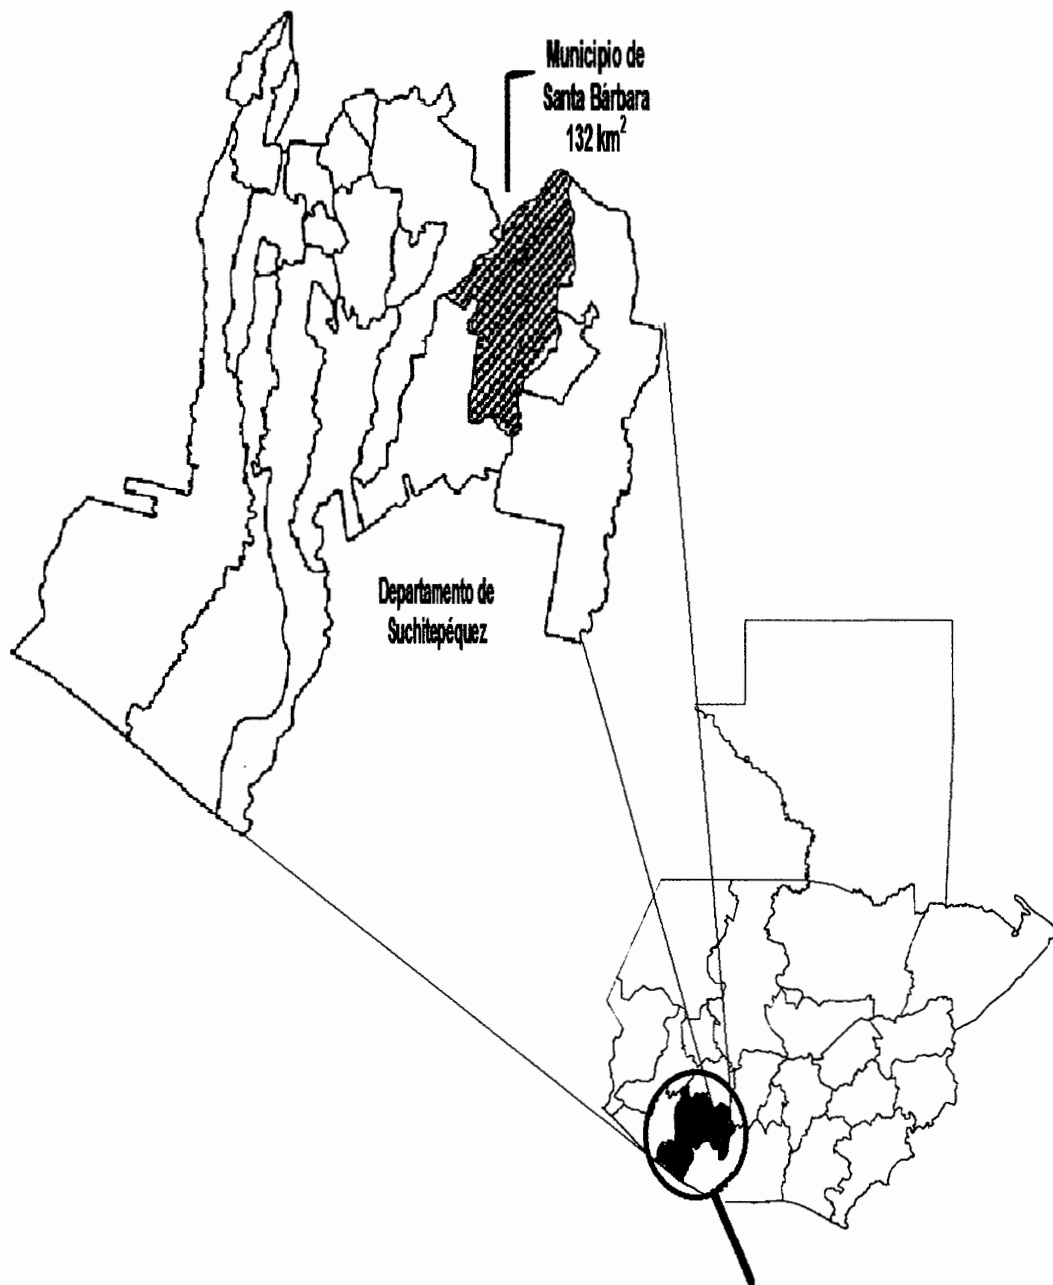 Municipio de
Santa Bárbara
132 km²
Departamento de
Suchitepéquez